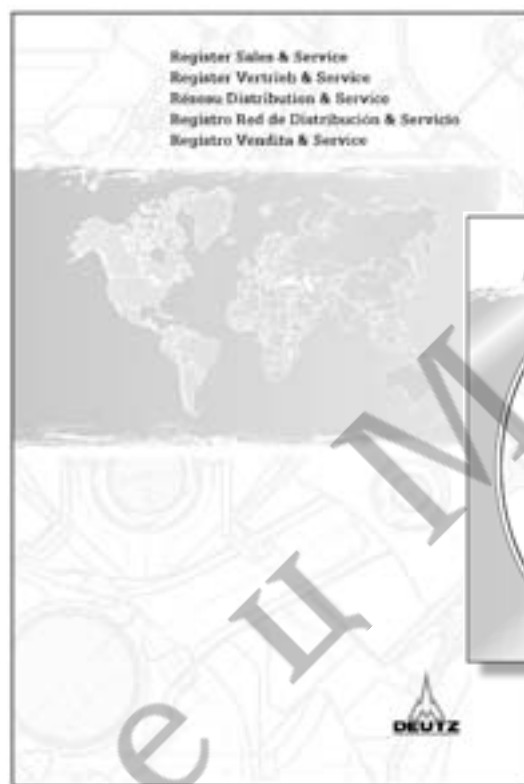 Register Sales & Service
Register Vertrieb & Service
Réseau Distribution & Service
Registro Red de Distribución & Servicio
Registro Vendita & Service
DEUTZ
е ц М